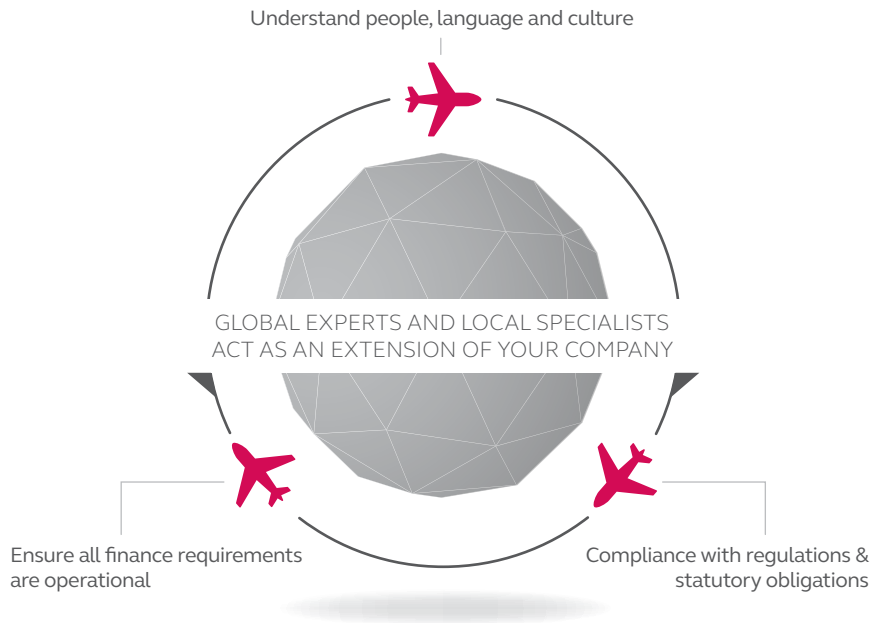 Understand people, language and culture
GLOBAL EXPERTS AND LOCAL SPECIALISTS
ACT AS AN EXTENSION OF YOUR COMPANY
Ensure all finance requirements
are operational
Compliance with regulations &
statutory obligations